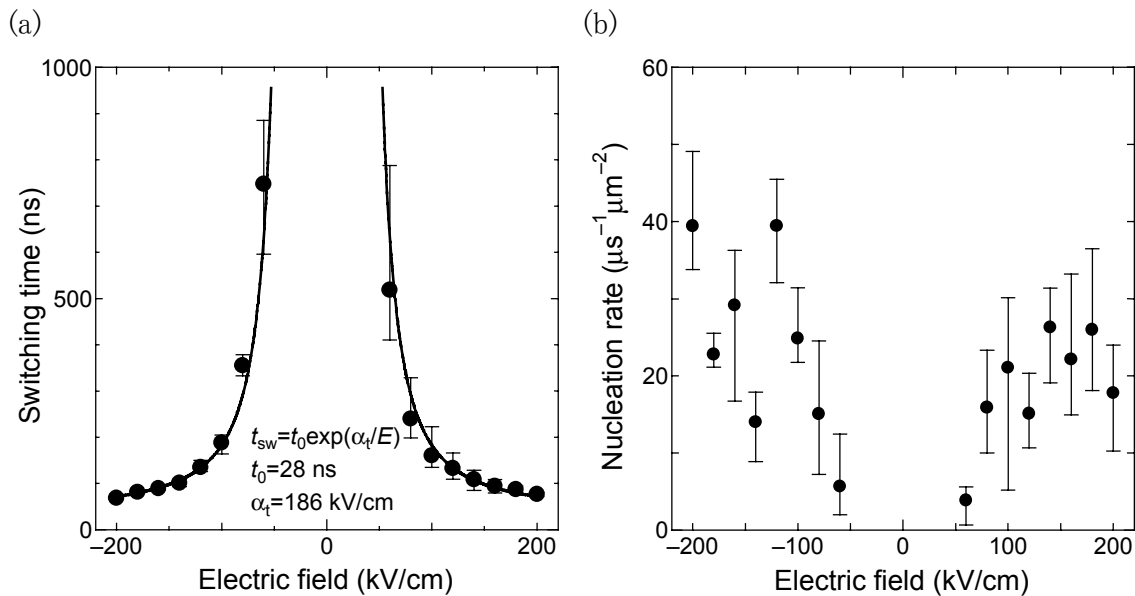 (a)
1000
500
0
Switching time (ns)
t_sw=t_0exp(α_t/E)
t_0=28 ns
α_t=186 kV/cm
−200 −100 0 100 200
Electric field (kV/cm)
(b)
60
40
20
0
Nucleation rate (μs⁻¹μm⁻²)
−200 −100 0 100 200
Electric field (kV/cm)